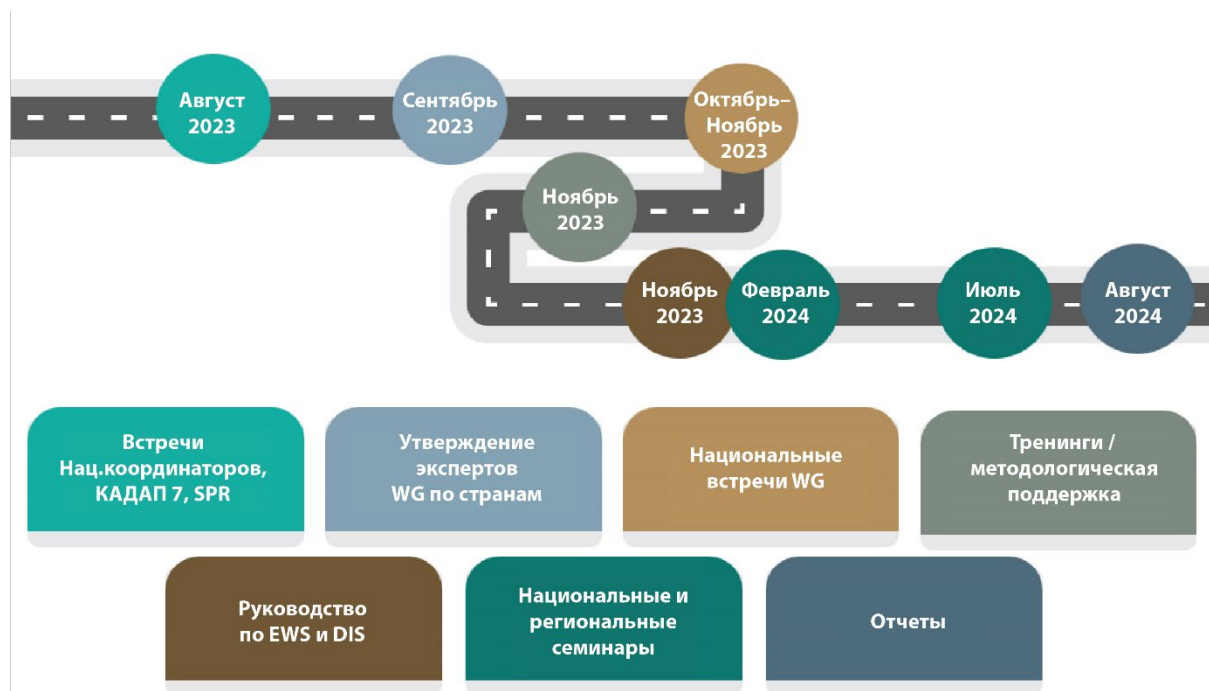 Август
2023
Сентябрь
2023
Октябрь–
Ноябрь
2023
Ноябрь
2023
Ноябрь
2023
Февраль
2024
Июль
2024
Август
2024
Встречи
Нац.координаторов,
КАДАП 7, SPR
Утверждение
экспертов
WG по странам
Национальные
встречи WG
Тренинги /
методологическая
поддержка
Руководство
по EWS и DIS
Национальные и
региональные
семинары
Отчеты